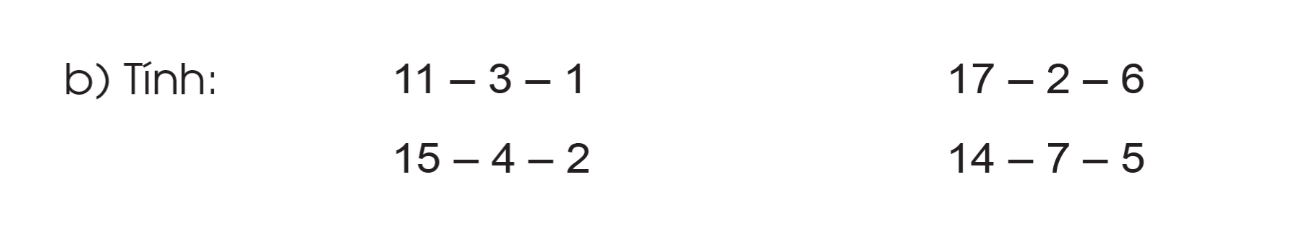 b) Tính: 11 – 3 – 1 17 – 2 – 6
15 – 4 – 2 14 – 7 – 5